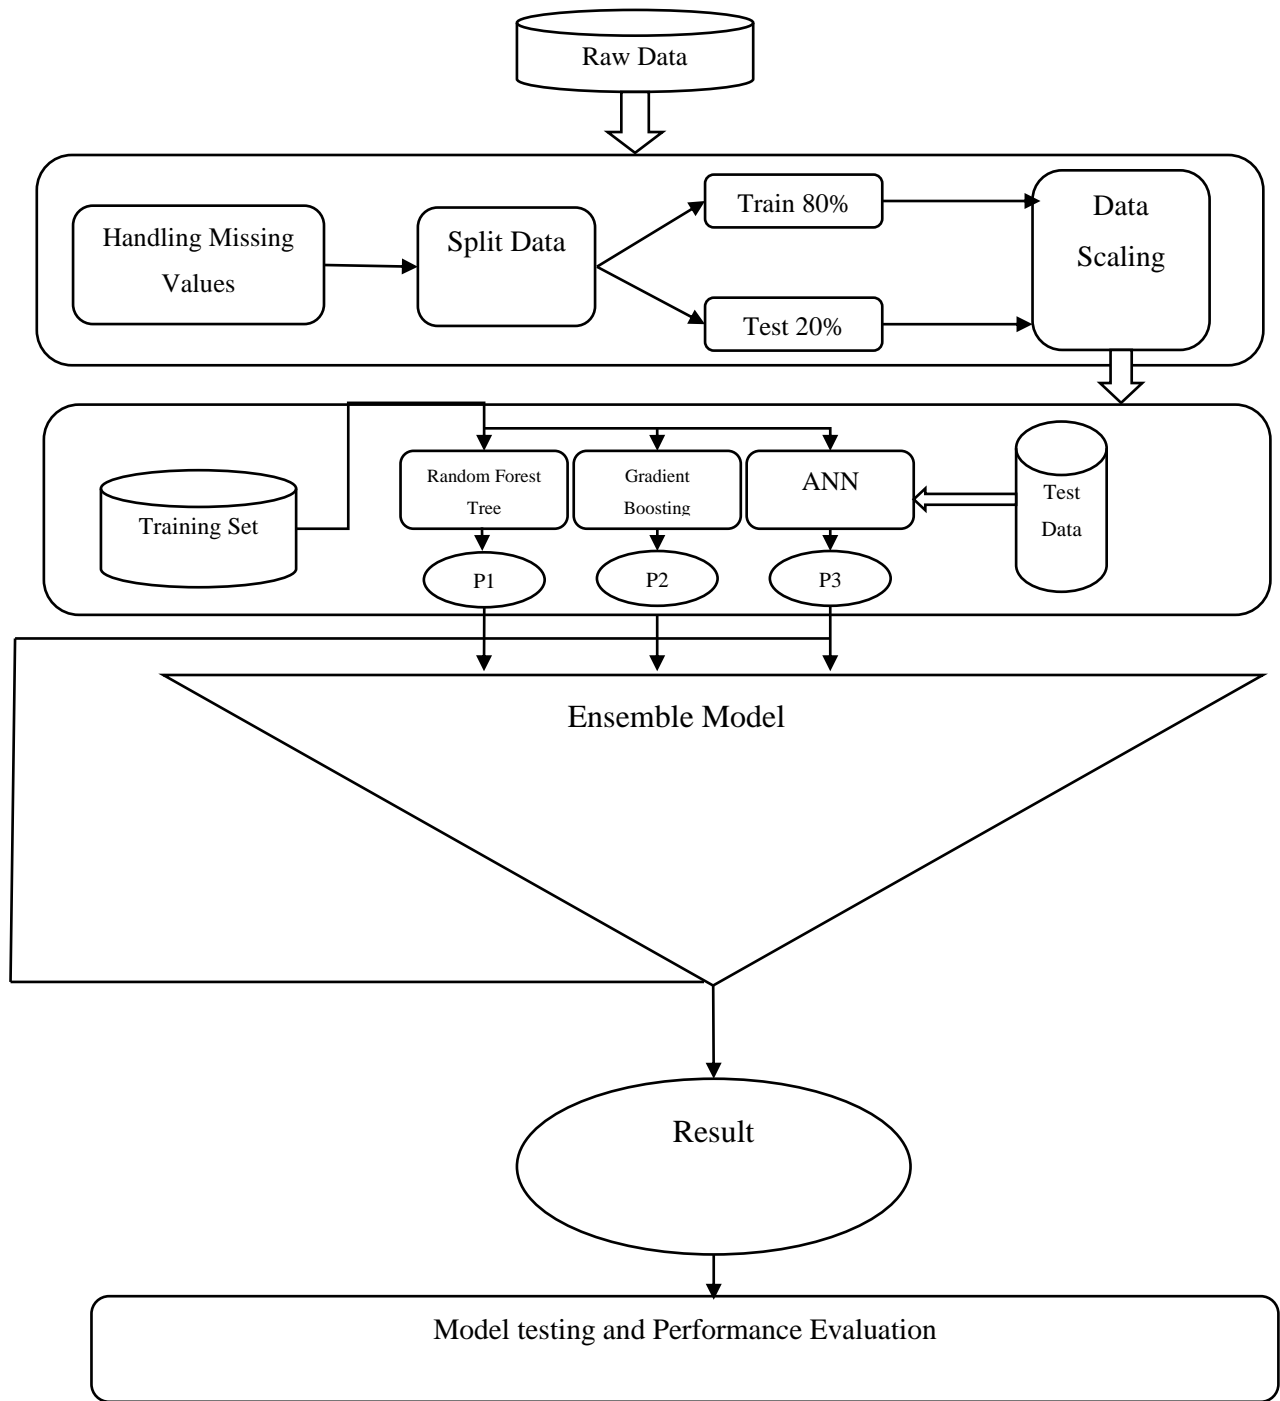 Raw Data
Handling Missing
Values
Split Data
Train 80%
Test 20%
Data
Scaling
Training Set
Random Forest
Tree
Gradient
Boosting
ANN
Test
Data
P1
P2
P3
Ensemble Model
Result
Model testing and Performance Evaluation